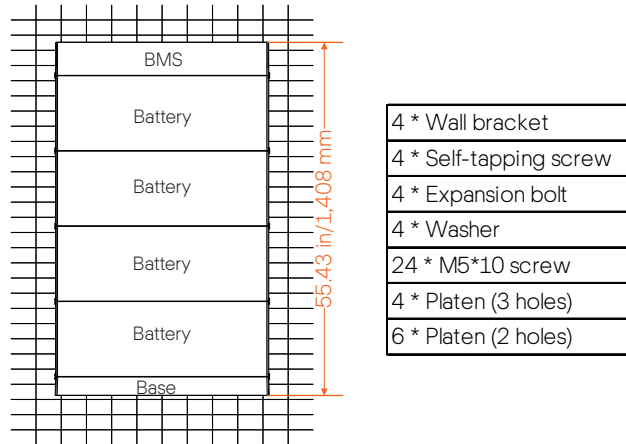 BMS
Battery
Battery
Battery
Battery
Base
55.43 in/1,408 mm
4 * Wall bracket
4 * Self-tapping screw
4 * Expansion bolt
4 * Washer
24 * M5*10 screw
4 * Platen (3 holes)
6 * Platen (2 holes)